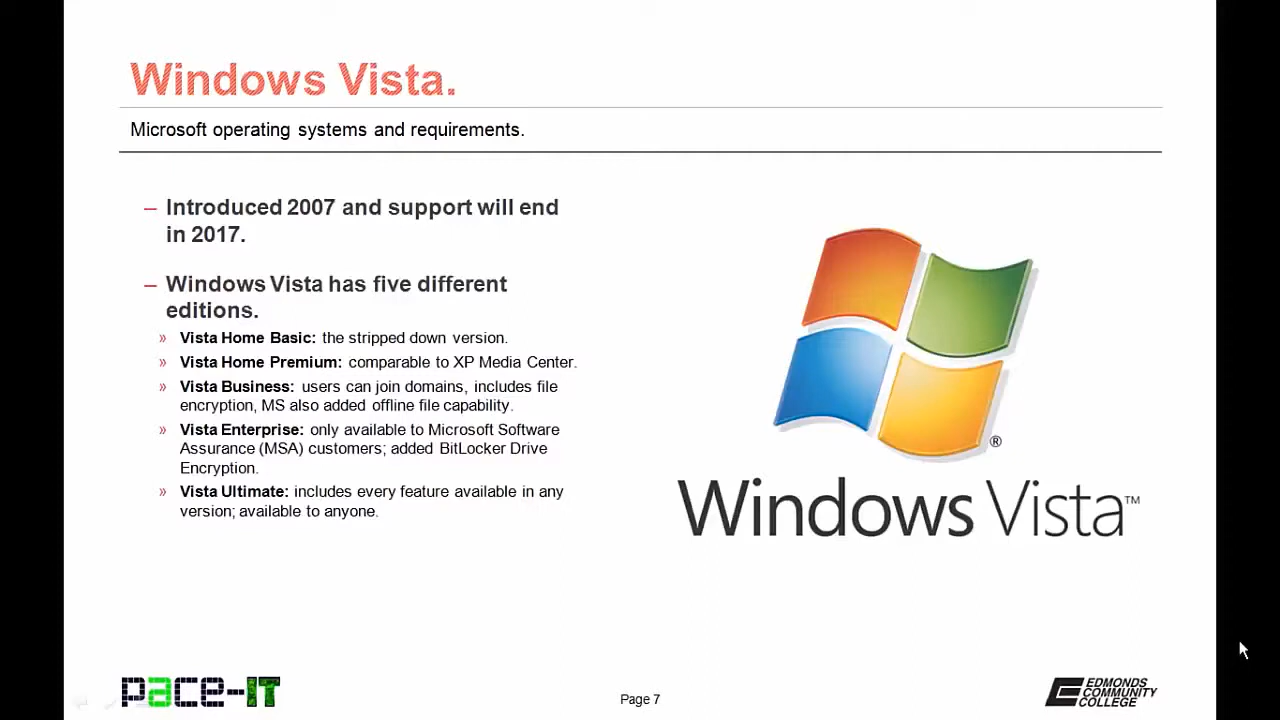 Windows Vista.
Microsoft operating systems and requirements.
– Introduced 2007 and support will end
in 2017.
– Windows Vista has five different
editions.
» Vista Home Basic: the stripped down version.
» Vista Home Premium: comparable to XP Media Center.
» Vista Business: users can join domains, includes file
encryption, MS also added offline file capability.
» Vista Enterprise: only available to Microsoft Software
Assurance (MSA) customers; added BitLocker Drive
Encryption.
» Vista Ultimate: includes every feature available in any
version; available to anyone.
®
Windows Vista™
pace-IT
Page 7
EDMONDS
COMMUNITY
COLLEGE